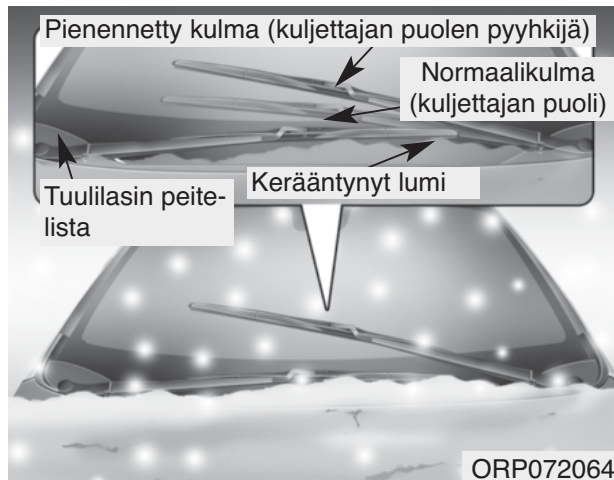 Pienennetty kulma (kuljettajan puolen pyyhkijä)
Normaalikulma
(kuljettajan puoli)
Kerääntynyt lumi
Tuulilasin peite-
lista
ORP072064